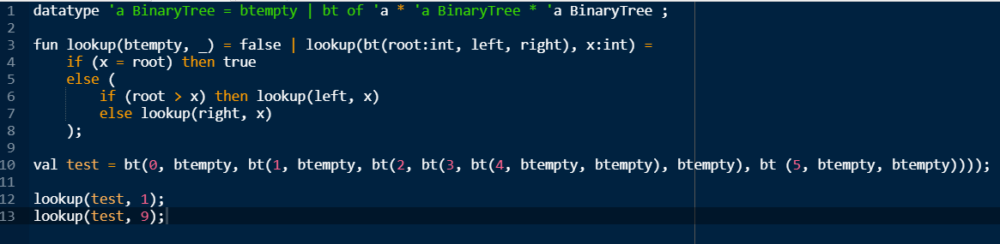 1 datatype 'a BinaryTree = btempty | bt of 'a * 'a BinaryTree * 'a BinaryTree ;
2
3 fun lookup(btempty, _) = false | lookup(bt(root:int, left, right), x:int) =
4     if (x = root) then true
5     else (
6         if (root > x) then lookup(left, x)
7         else lookup(right, x)
8     );
9
10 val test = bt(0, btempty, bt(1, btempty, bt(2, bt(3, bt(4, btempty, btempty), btempty), bt (5, btempty, btempty))));
11
12 lookup(test, 1);
13 lookup(test, 9);